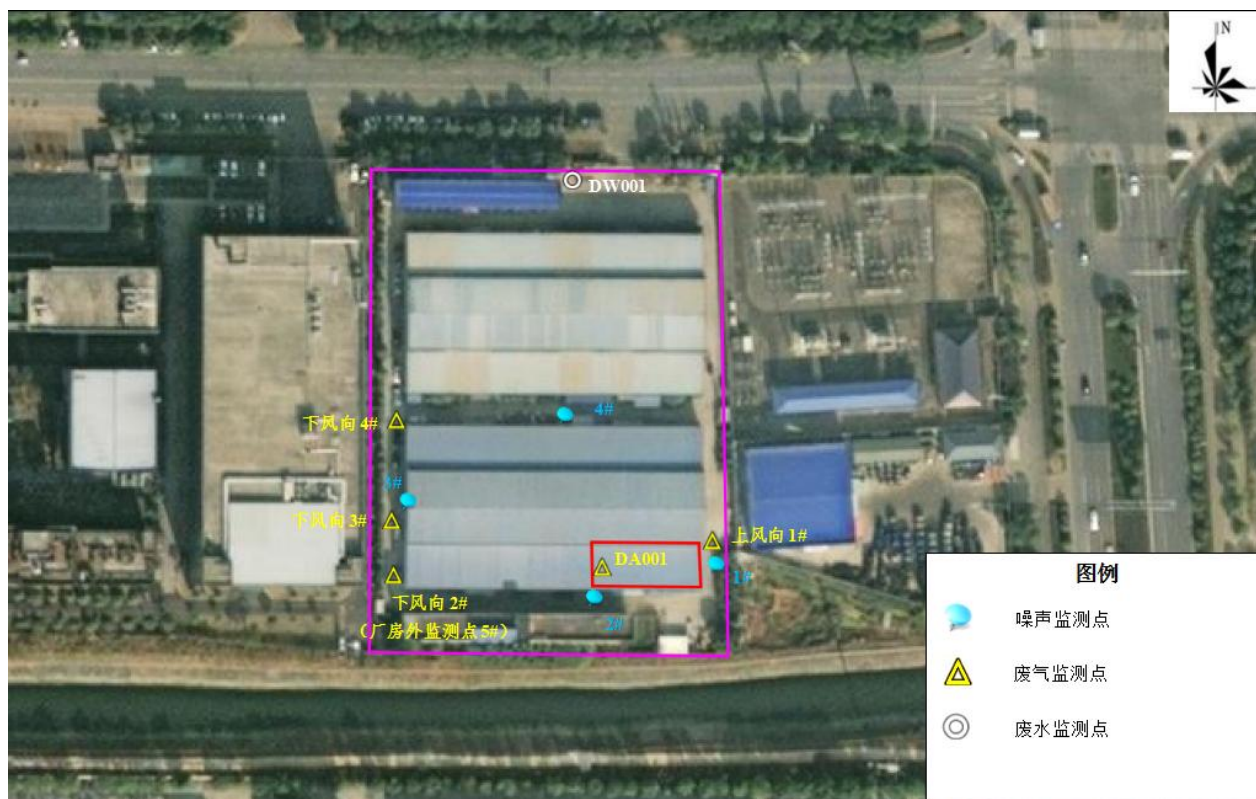 N
DW001
4#
下风向 4#
3#
下风向 3#
上风向 1#
DA001
1#
下风向 2#
2#
（厂房外监测点 5#）
图例
噪声监测点
废气监测点
废水监测点